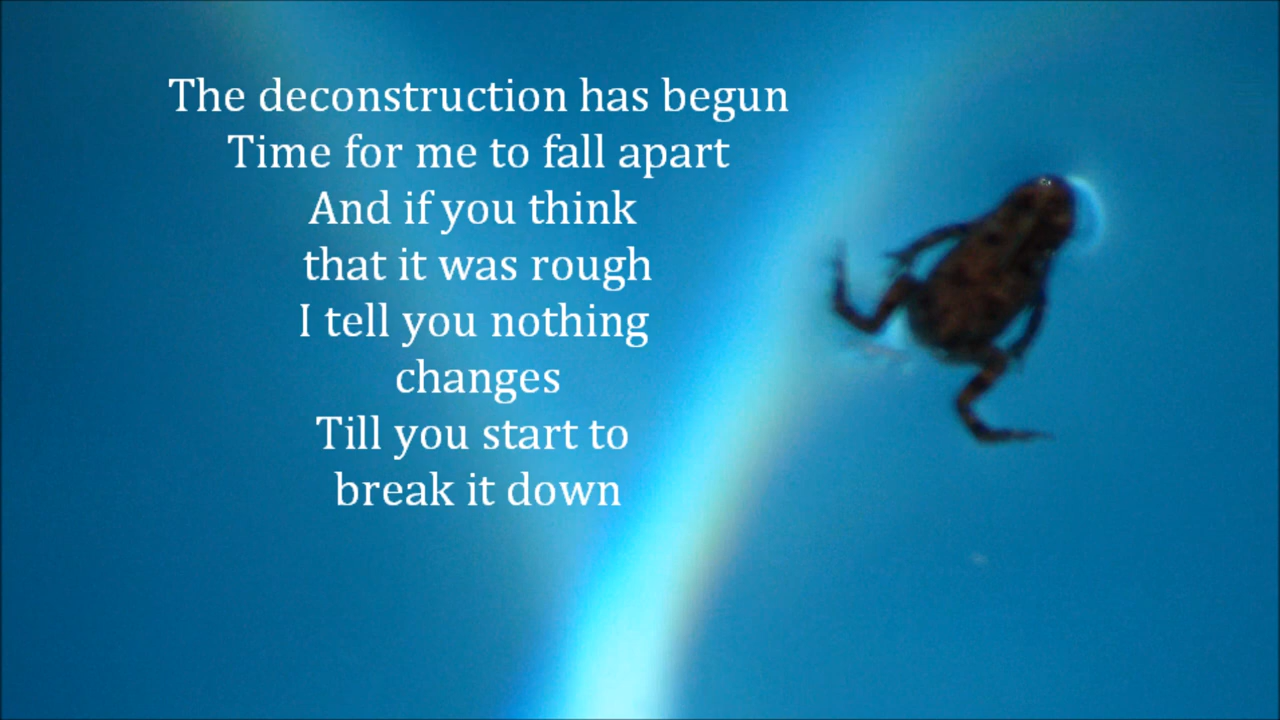 The deconstruction has begun
Time for me to fall apart
And if you think
that it was rough
I tell you nothing
changes
Till you start to
break it down